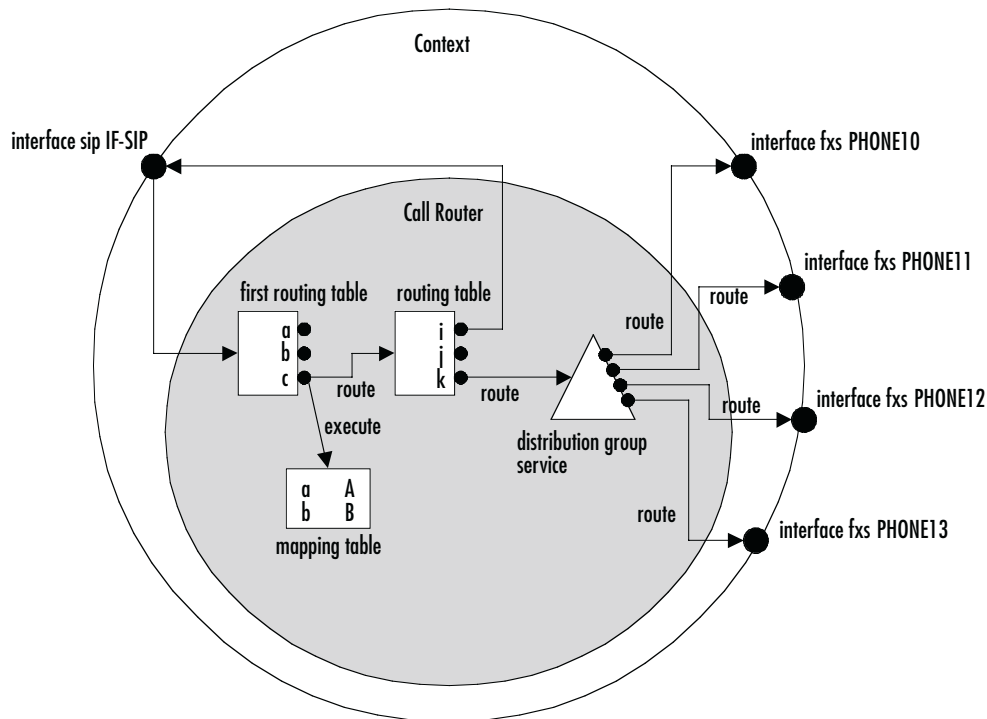 Context
interface sip IF-SIP
interface fxs PHONE10
Call Router
interface fxs PHONE11
first routing table
routing table
route
route
a
b
c
i
j
k
route
route
route
interface fxs PHONE12
execute
distribution group
service
a A
b B
mapping table
route
interface fxs PHONE13